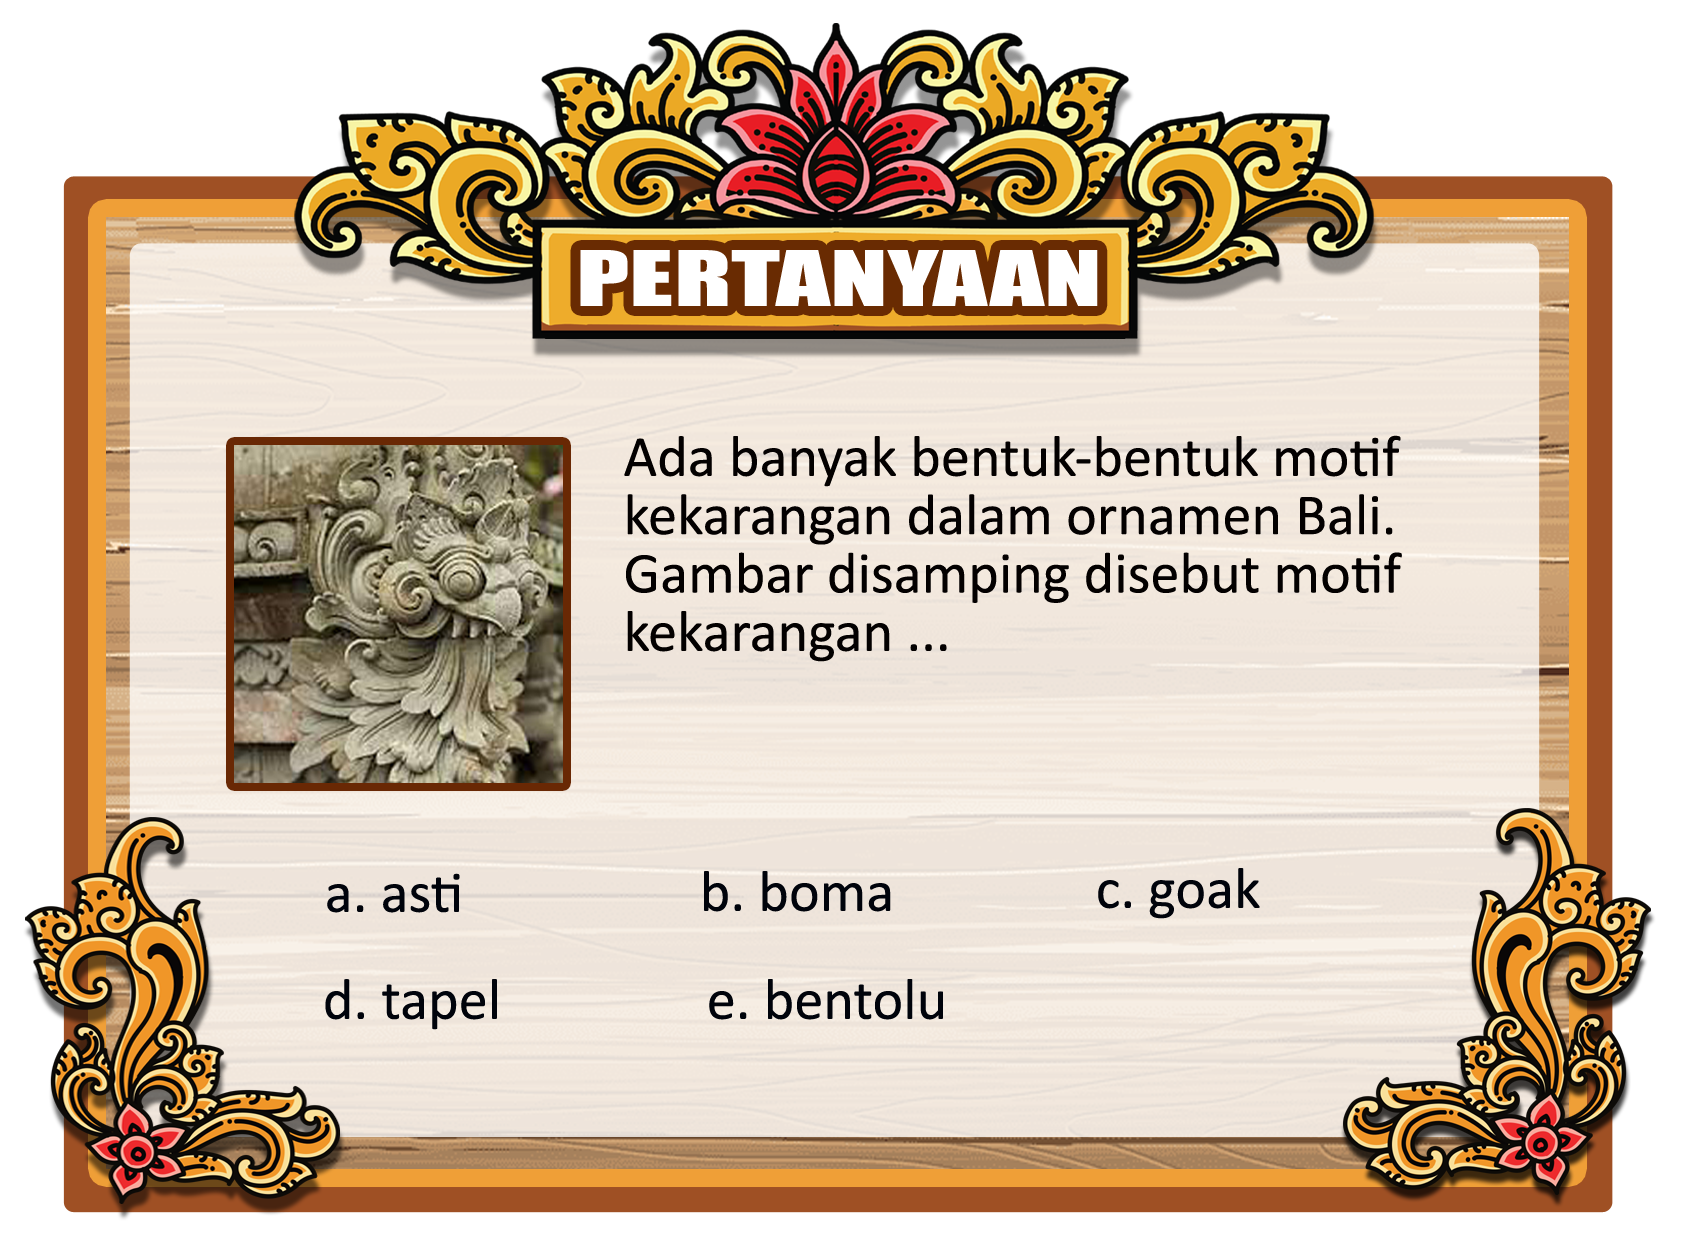 PERTANYAAN
Ada banyak bentuk-bentuk motif
kekarangan dalam ornamen Bali.
Gambar disamping disebut motif
kekarangan ...
a. asti
b. boma
c. goak
d. tapel
e. bentolu